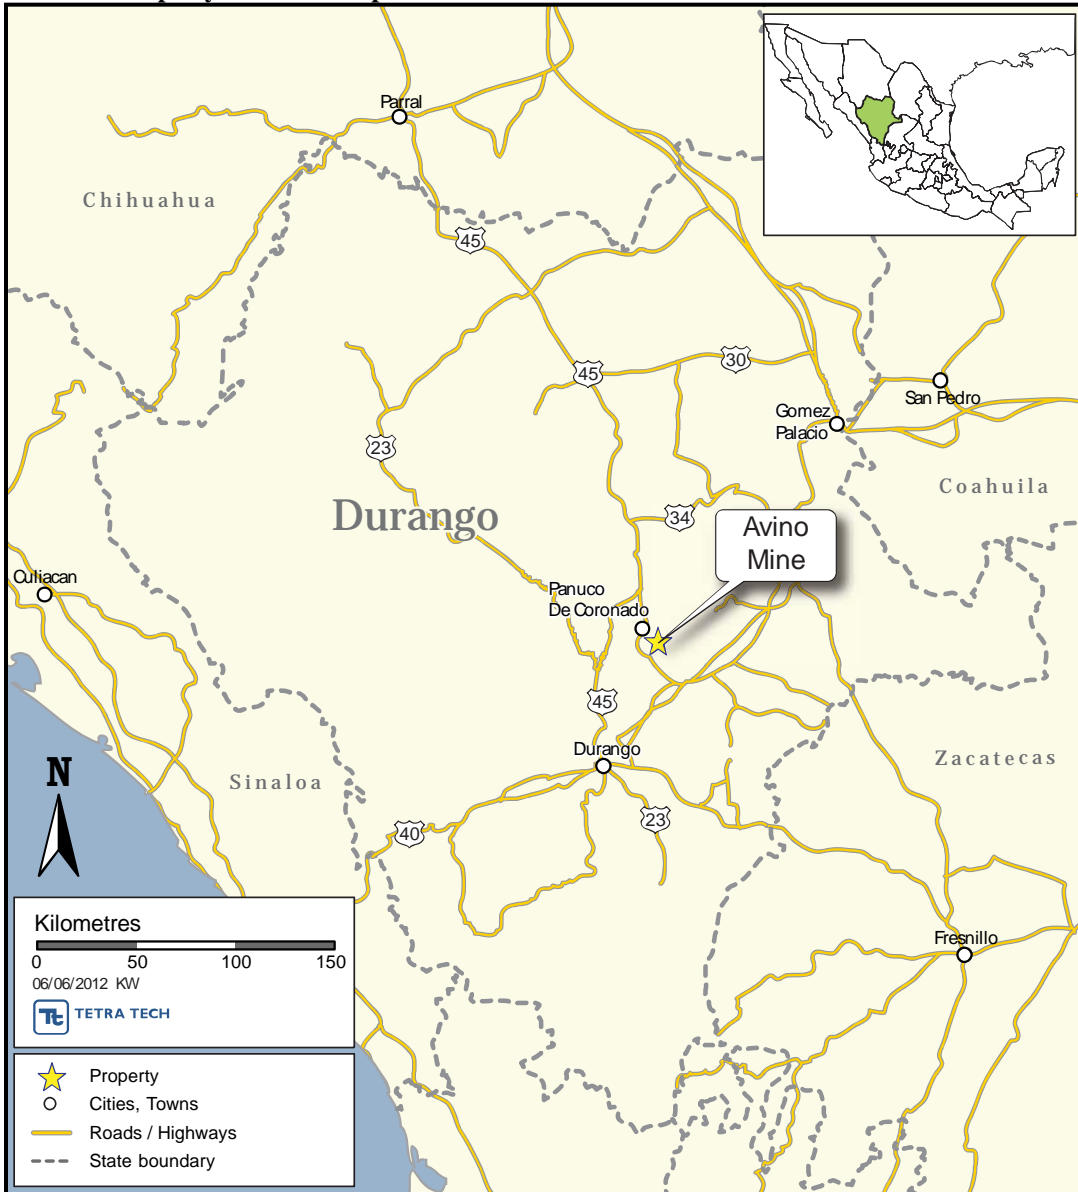 Parral
Chihuahua
45
45
30
San Pedro
Gomez
Palacio
23
Coahuila
Durango
34
Avino
Mine
Culiacan
Panuco
De Coronado
45
Durango
Zacatecas
N
Sinaloa
23
40
Kilometres
0 50 100 150
06/06/2012 KW
Tt TETRA TECH
Fresnillo
Property
Cities, Towns
Roads / Highways
State boundary